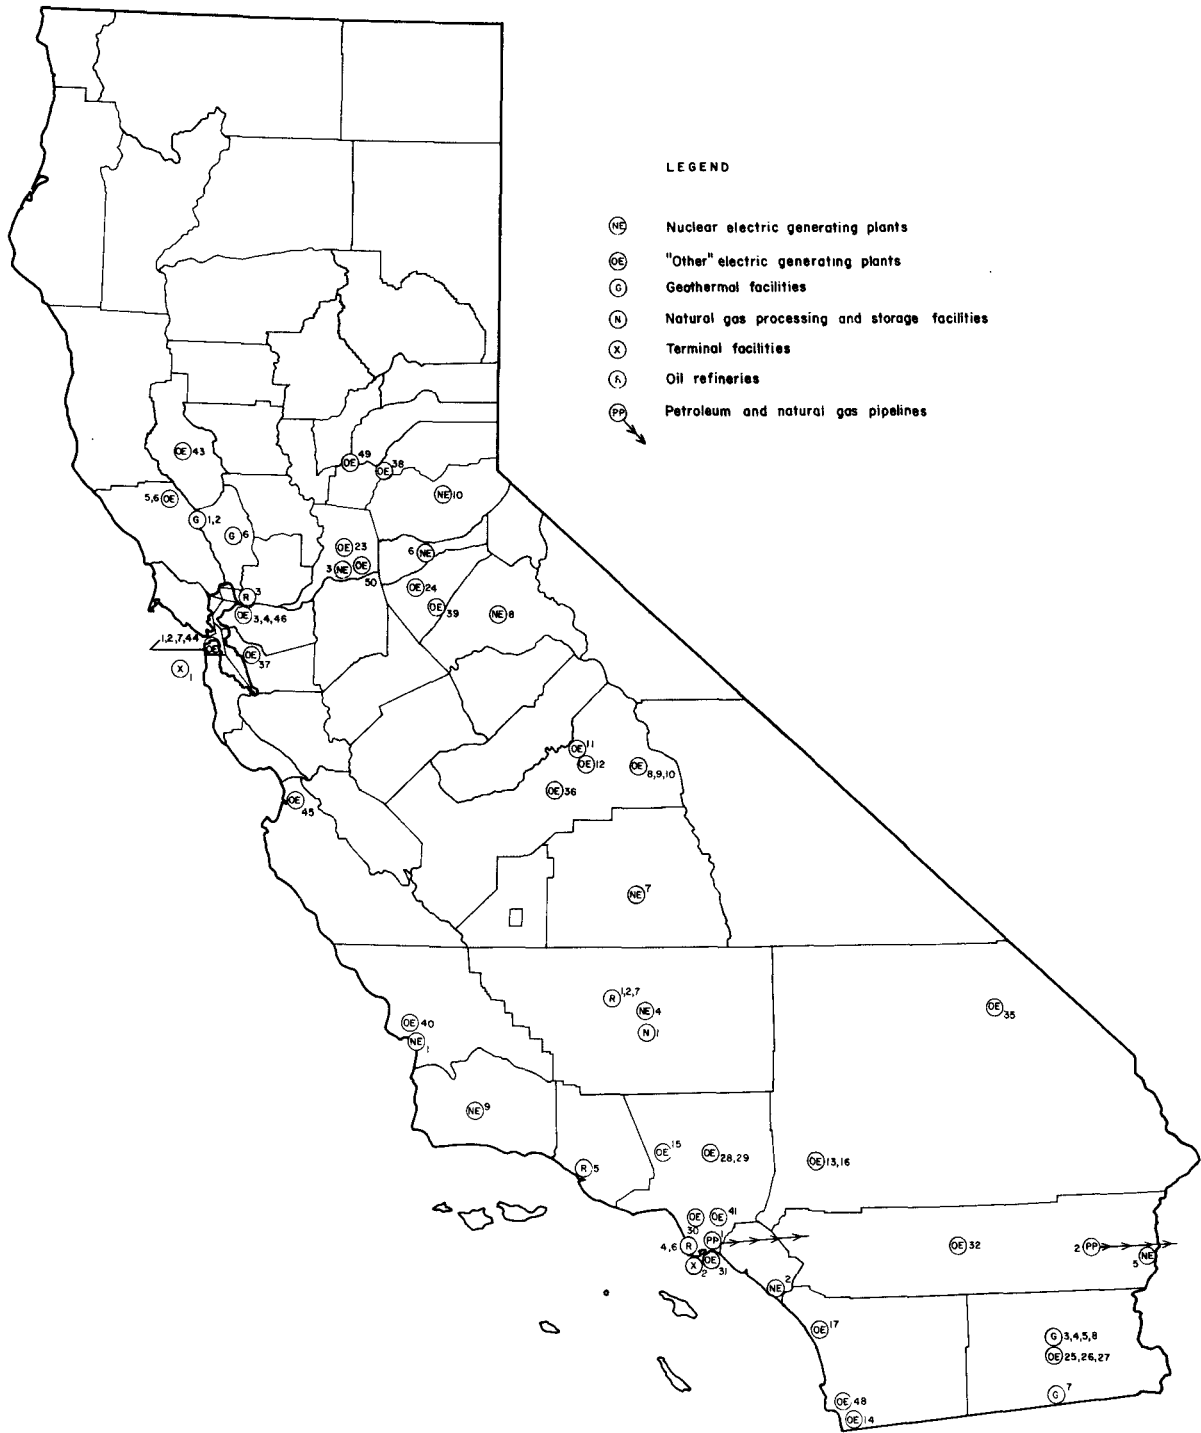 LEGEND
NE Nuclear electric generating plants
OE "Other" electric generating plants
G Geothermal facilities
N Natural gas processing and storage facilities
X Terminal facilities
R Oil refineries
PP Petroleum and natural gas pipelines
OE 43
OE 49
OE 38
5,6 OE
NE 10
G 1,2
G 6
OE 23
6 NE
3 NE OE 50
OE 24
R 3
OE 3,4,46
OE 39
NE 8
1,2,7,44 OE
OE 37
X 1
OE 11
OE 12
OE 8,9,10
OE 36
OE 45
NE 7
R 1,2,7
NE 4
N 1
OE 35
OE 40
NE 1
NE 9
OE 15
OE 28,29
OE 13,16
R 5
OE 30
OE 41
4,6 R
PP 1
X 2
OE 31
OE 32
2 PP
5 NE
NE 2
OE 17
G 3,4,5,8
OE 25,26,27
G 7
OE 48
OE 14